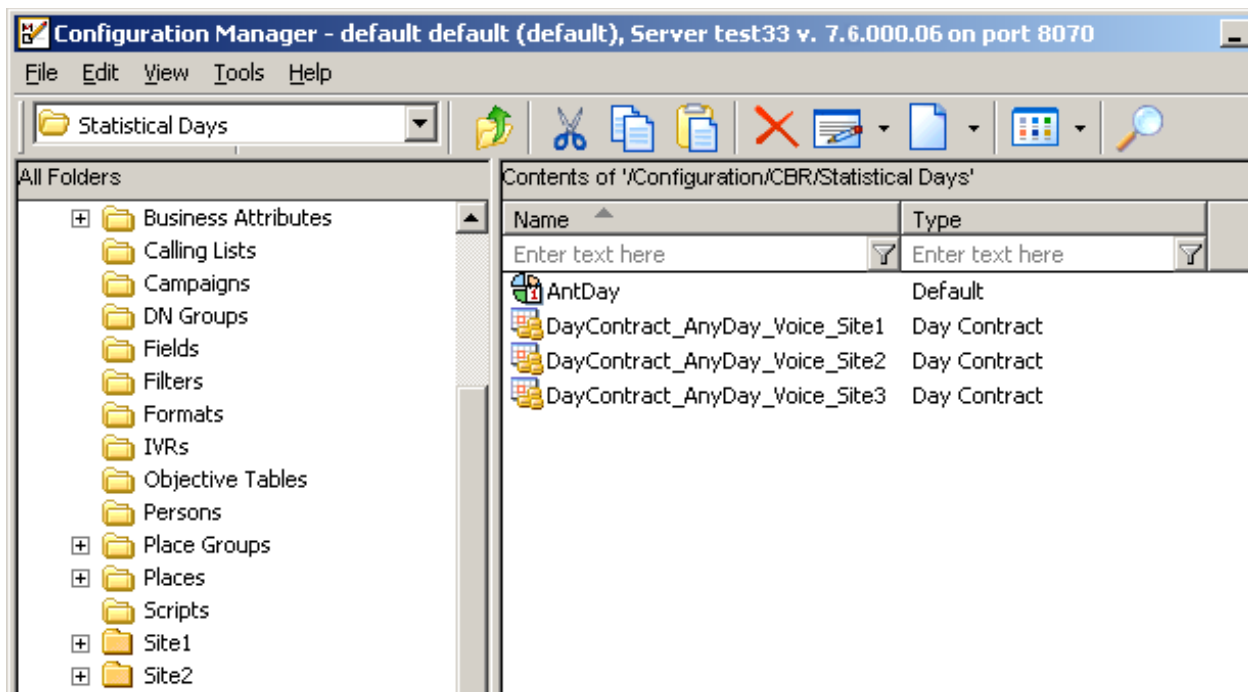 Configuration Manager - default default (default), Server test33 v. 7.6.000.06 on port 8070
File Edit View Tools Help
Statistical Days
All Folders
Business Attributes
Calling Lists
Campaigns
DN Groups
Fields
Filters
Formats
IVRs
Objective Tables
Persons
Place Groups
Places
Scripts
Site1
Site2
Contents of '/Configuration/CBR/Statistical Days'
Name Type
Enter text here Enter text here
AntDay Default
DayContract_AnyDay_Voice_Site1 Day Contract
DayContract_AnyDay_Voice_Site2 Day Contract
DayContract_AnyDay_Voice_Site3 Day Contract